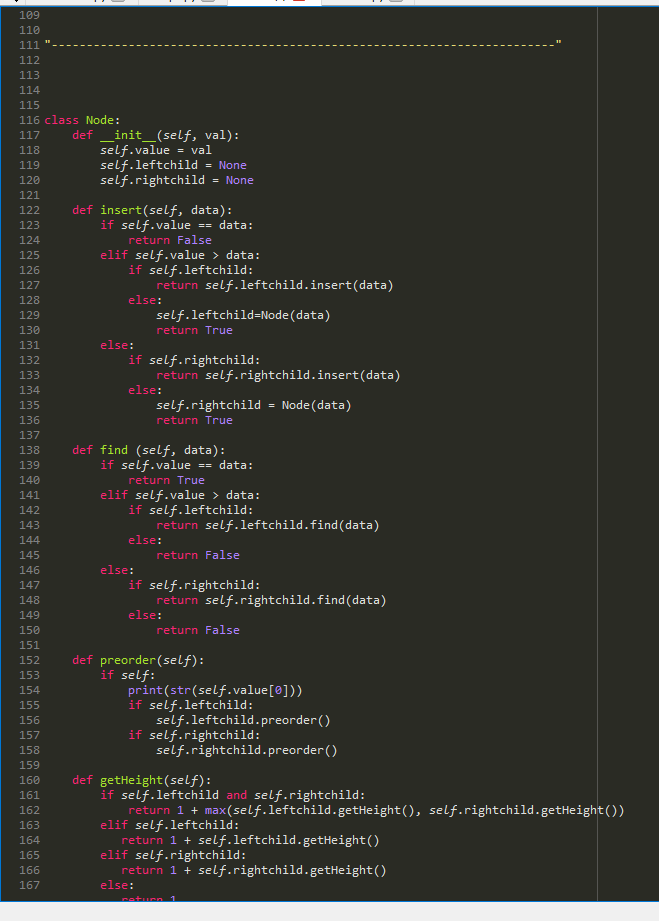 109
110
111 "------------------------------------------------------------------------"
112
113
114
115
116 class Node:
117     def __init__(self, val):
118         self.value = val
119         self.leftchild = None
120         self.rightchild = None
121
122     def insert(self, data):
123         if self.value == data:
124             return False
125         elif self.value > data:
126             if self.leftchild:
127                 return self.leftchild.insert(data)
128             else:
129                 self.leftchild=Node(data)
130                 return True
131         else:
132             if self.rightchild:
133                 return self.rightchild.insert(data)
134             else:
135                 self.rightchild = Node(data)
136                 return True
137
138     def find (self, data):
139         if self.value == data:
140             return True
141         elif self.value > data:
142             if self.leftchild:
143                 return self.leftchild.find(data)
144             else:
145                 return False
146         else:
147             if self.rightchild:
148                 return self.rightchild.find(data)
149             else:
150                 return False
151
152     def preorder(self):
153         if self:
154             print(str(self.value[0]))
155             if self.leftchild:
156                 self.leftchild.preorder()
157             if self.rightchild:
158                 self.rightchild.preorder()
159
160     def getHeight(self):
161         if self.leftchild and self.rightchild:
162             return 1 + max(self.leftchild.getHeight(), self.rightchild.getHeight())
163         elif self.leftchild:
164            return 1 + self.leftchild.getHeight()
165         elif self.rightchild:
166            return 1 + self.rightchild.getHeight()
167         else:
return 1